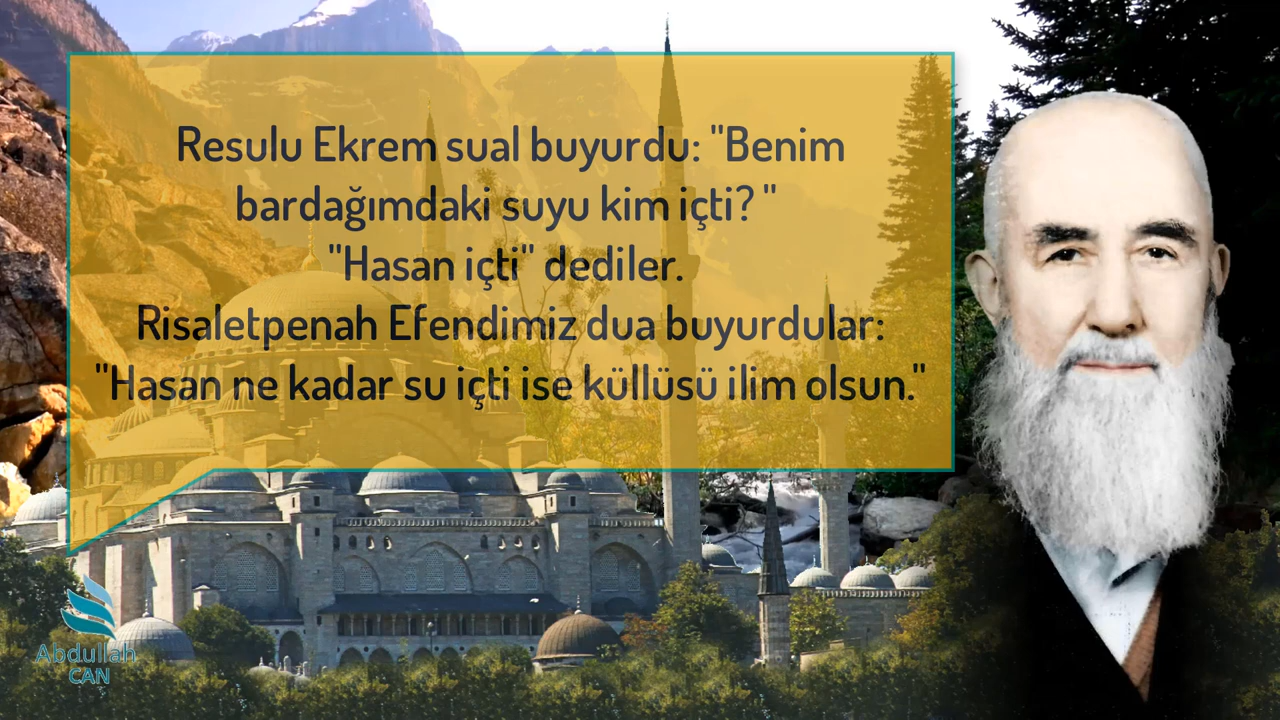 Resulu Ekrem sual buyurdu: "Benim
bardağımdaki suyu kim içti? "
"Hasan içti" dediler.
Risaletpenah Efendimiz dua buyurdular:
"Hasan ne kadar su içti ise küllüsü ilim olsun."
Abdullah
CAN